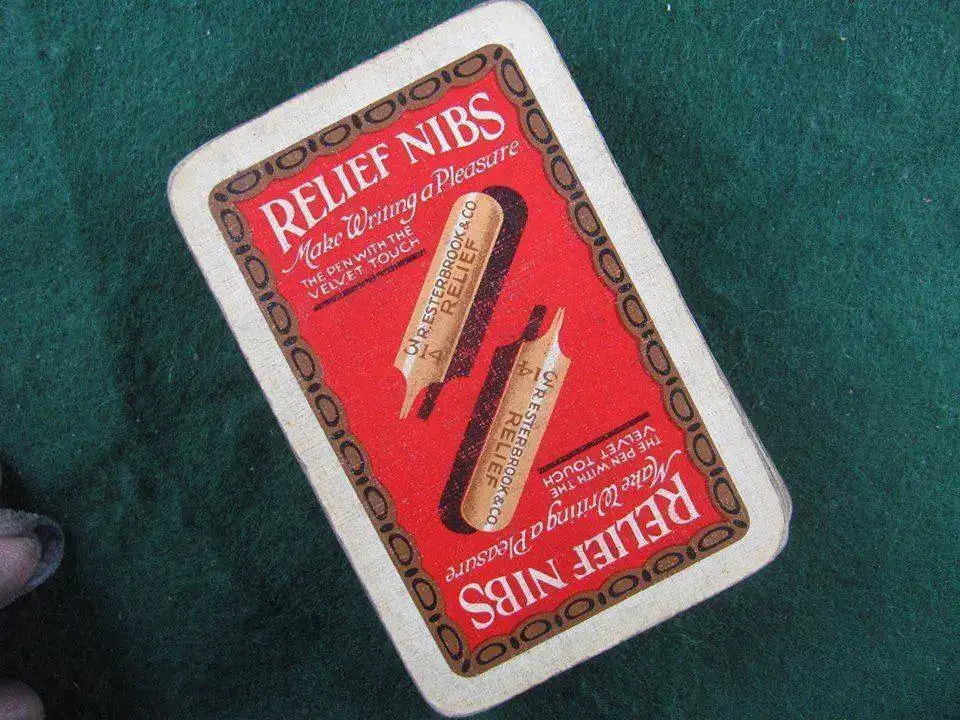 RELIEF NIBS
Make Writing a Pleasure
THE PEN WITH THE
VELVET TOUCH
R. ESTERBROOK & CO.
RELIEF
14
14
R. ESTERBROOK & CO.
RELIEF
THE PEN WITH THE
VELVET TOUCH
Make Writing a Pleasure
RELIEF NIBS